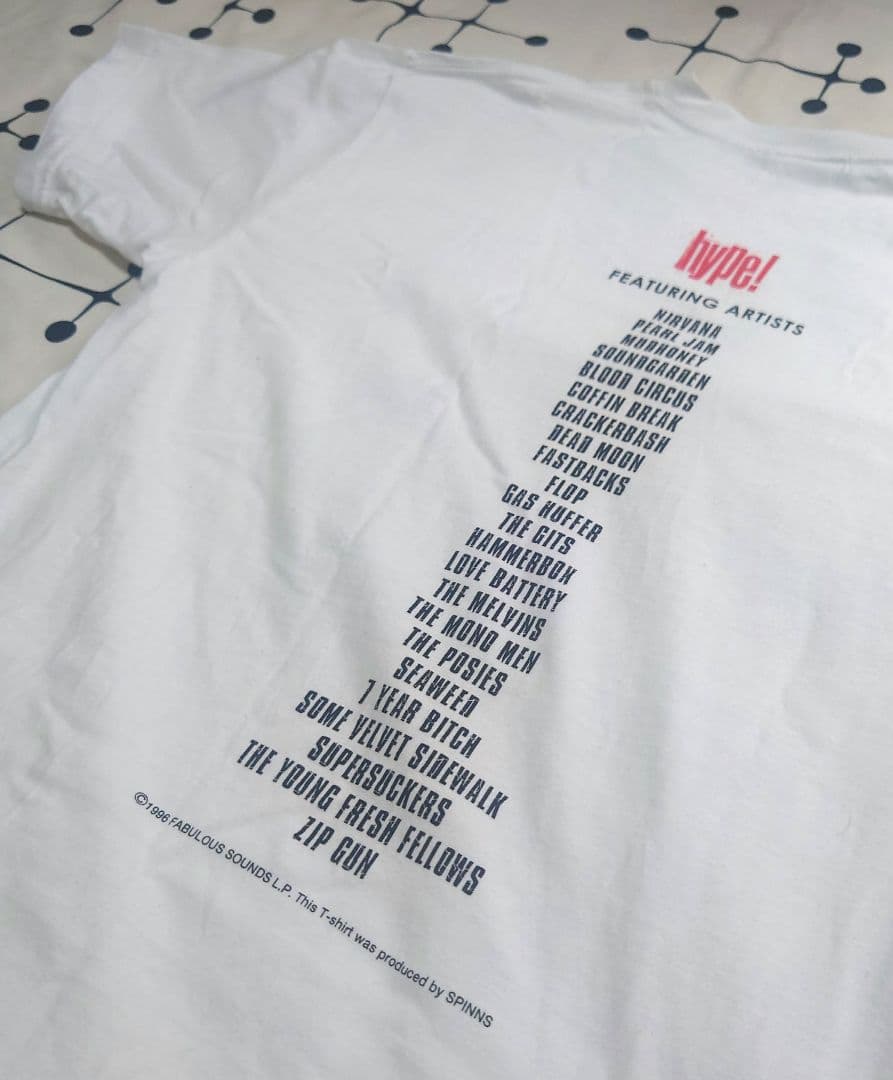 hype!
FEATURING ARTISTS
NIRVANA
PEARL JAM
MUDHONEY
SOUNDGARDEN
BLOOD CIRCUS
COFFIN BREAK
CRACKERBASH
DEAD MOON
FASTBACKS
FLOP
GAS HUFFER
THE GITS
HAMMERBOX
LOVE BATTERY
THE MELVINS
THE MONO MEN
THE POSIES
SEAWEED
7 YEAR BITCH
SOME VELVET SIDEWALK
SUPERSUCKERS
THE YOUNG FRESH FELLOWS
ZIP GUN
©1996 FABULOUS SOUNDS L.P. This T-shirt was produced by SPINNS